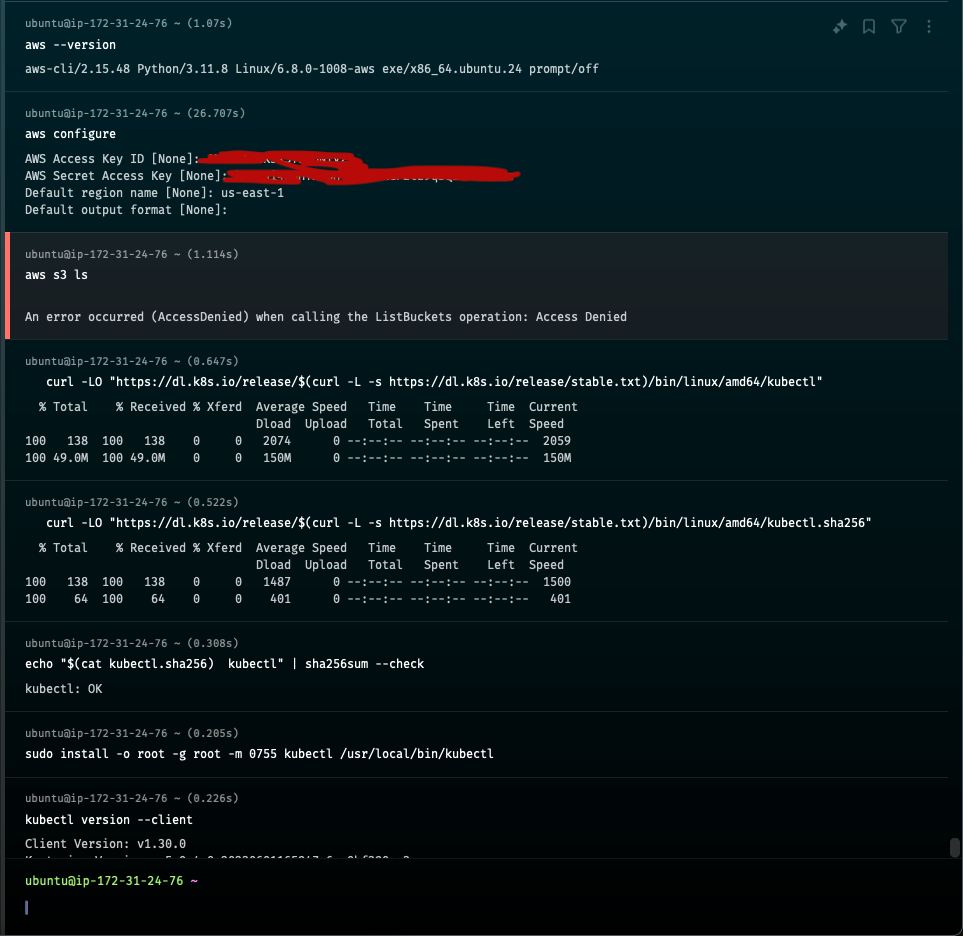 ubuntu@ip-172-31-24-76 ~ (1.07s)
aws --version
aws-cli/2.15.48 Python/3.11.8 Linux/6.8.0-1008-aws exe/x86_64.ubuntu.24 prompt/off
ubuntu@ip-172-31-24-76 ~ (26.707s)
aws configure
AWS Access Key ID [None]:
AWS Secret Access Key [None]:
Default region name [None]: us-east-1
Default output format [None]:
ubuntu@ip-172-31-24-76 ~ (1.114s)
aws s3 ls
An error occurred (AccessDenied) when calling the ListBuckets operation: Access Denied
ubuntu@ip-172-31-24-76 ~ (0.647s)
curl -LO "https://dl.k8s.io/release/$(curl -L -s https://dl.k8s.io/release/stable.txt)/bin/linux/amd64/kubectl"
% Total % Received % Xferd Average Speed Time Time Time Current
Dload Upload Total Spent Left Speed
100 138 100 138 0 0 2074 0 --:--:-- --:--:-- --:--:-- 2059
100 49.0M 100 49.0M 0 0 150M 0 --:--:-- --:--:-- --:--:-- 150M
ubuntu@ip-172-31-24-76 ~ (0.522s)
curl -LO "https://dl.k8s.io/release/$(curl -L -s https://dl.k8s.io/release/stable.txt)/bin/linux/amd64/kubectl.sha256"
% Total % Received % Xferd Average Speed Time Time Time Current
Dload Upload Total Spent Left Speed
100 138 100 138 0 0 1487 0 --:--:-- --:--:-- --:--:-- 1500
100 64 100 64 0 0 401 0 --:--:-- --:--:-- --:--:-- 401
ubuntu@ip-172-31-24-76 ~ (0.308s)
echo "$(cat kubectl.sha256)  kubectl" | sha256sum --check
kubectl: OK
ubuntu@ip-172-31-24-76 ~ (0.205s)
sudo install -o root -g root -m 0755 kubectl /usr/local/bin/kubectl
ubuntu@ip-172-31-24-76 ~ (0.226s)
kubectl version --client
Client Version: v1.30.0
ubuntu@ip-172-31-24-76 ~